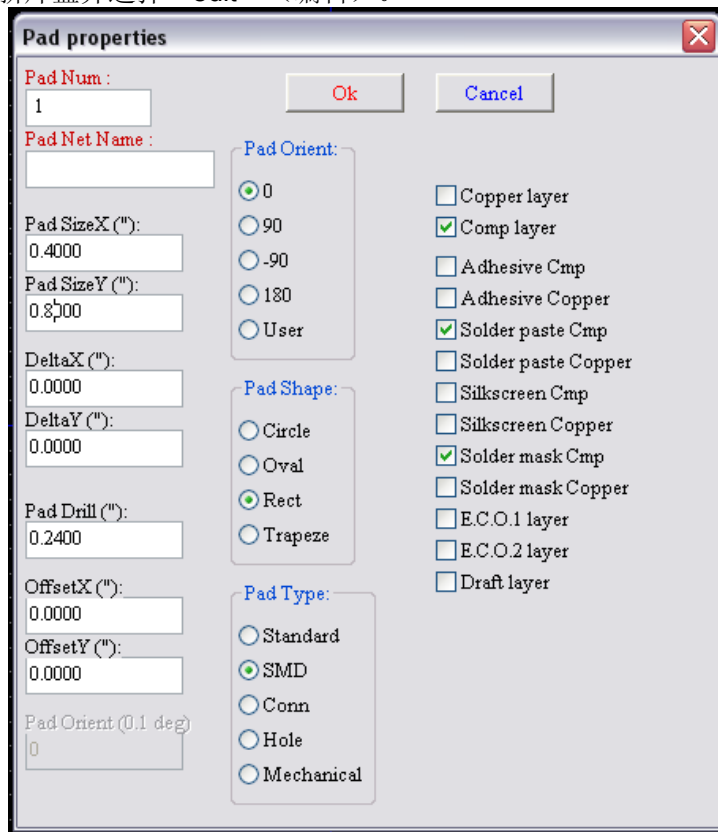 Pad properties
Pad Num :
1
Ok
Cancel
Pad Net Name :
Pad Orient:
0
90
-90
180
User
Pad SizeX ("):
0.4000
Pad SizeY ("):
0.8000
DeltaX ("):
0.0000
DeltaY ("):
0.0000
Pad Shape:
Circle
Oval
Rect
Trapeze
Pad Drill ("):
0.2400
OffsetX ("):
0.0000
OffsetY ("):
0.0000
Pad Orient (0.1 deg)
0
Pad Type:
Standard
SMD
Conn
Hole
Mechanical
Copper layer
Comp layer
Adhesive Cmp
Adhesive Copper
Solder paste Cmp
Solder paste Copper
Silkscreen Cmp
Silkscreen Copper
Solder mask Cmp
Solder mask Copper
E.C.O.1 layer
E.C.O.2 layer
Draft layer